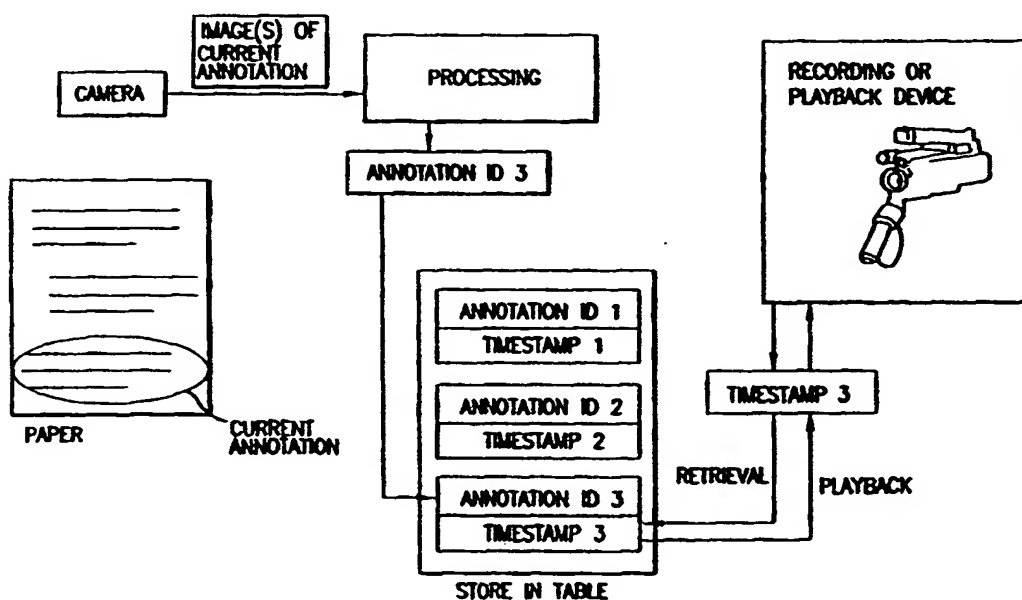 IMAGE(S) OF
CURRENT
ANNOTATION
CAMERA
PROCESSING
RECORDING OR
PLAYBACK DEVICE
ANNOTATION ID 3
ANNOTATION ID 1
TIMESTAMP 1
ANNOTATION ID 2
TIMESTAMP 2
ANNOTATION ID 3
TIMESTAMP 3
TIMESTAMP 3
RETRIEVAL
PLAYBACK
PAPER
CURRENT
ANNOTATION
STORE IN TABLE